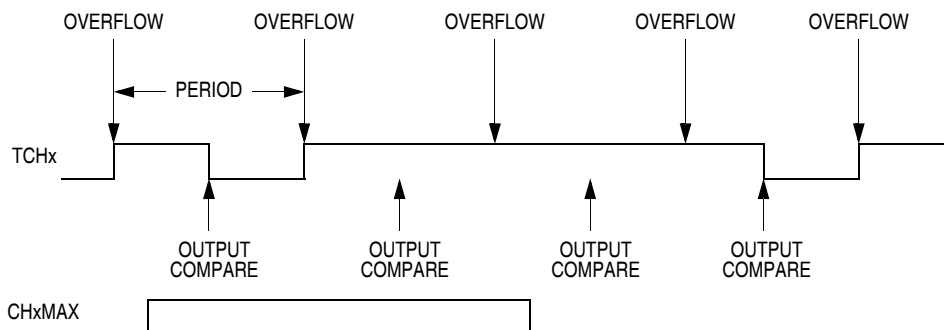 OVERFLOW OVERFLOW OVERFLOW OVERFLOW OVERFLOW
PERIOD
TCHx
OUTPUT OUTPUT OUTPUT OUTPUT
COMPARE COMPARE COMPARE COMPARE
CHxMAX